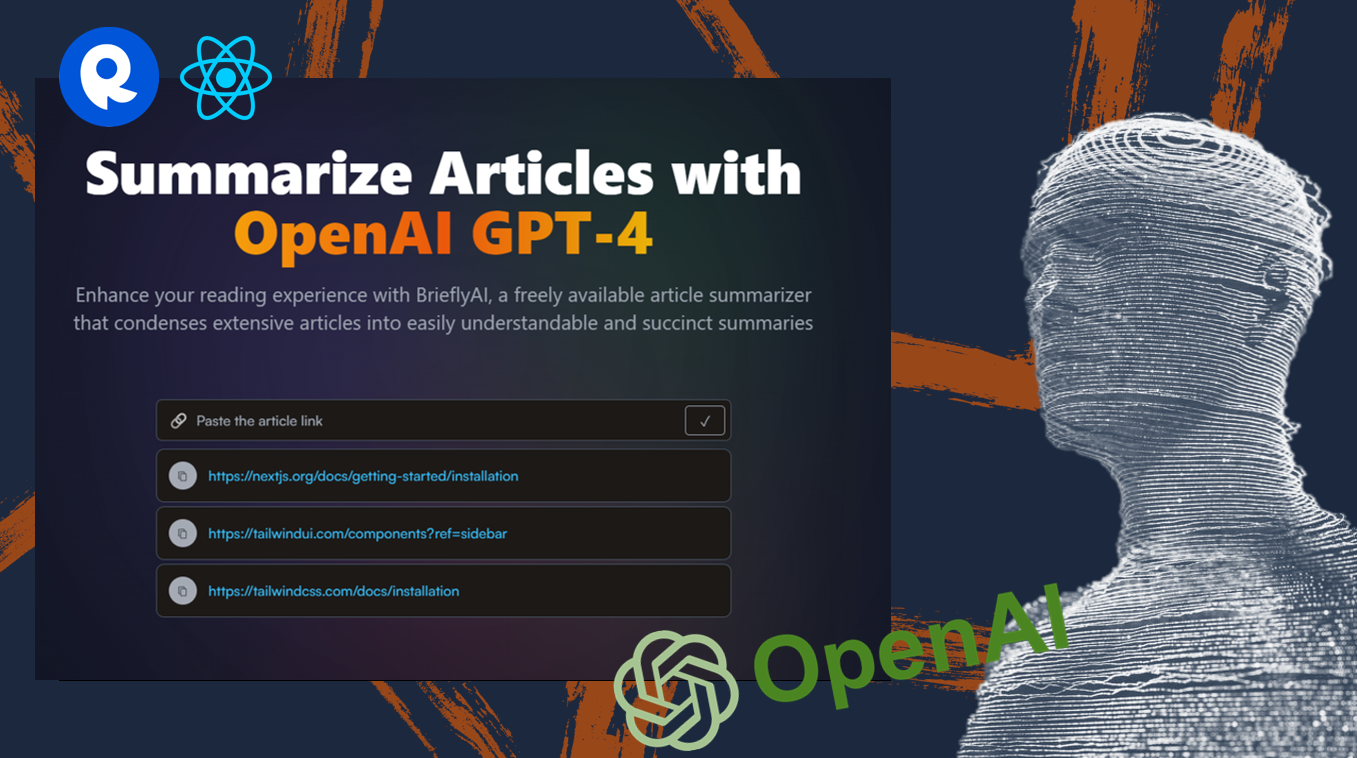 Summarize Articles with
OpenAI GPT-4
Enhance your reading experience with BrieflyAI, a freely available article summarizer
that condenses extensive articles into easily understandable and succinct summaries
Paste the article link
https://nextjs.org/docs/getting-started/installation
https://tailwindui.com/components?ref=sidebar
https://tailwindcss.com/docs/installation
OpenAI